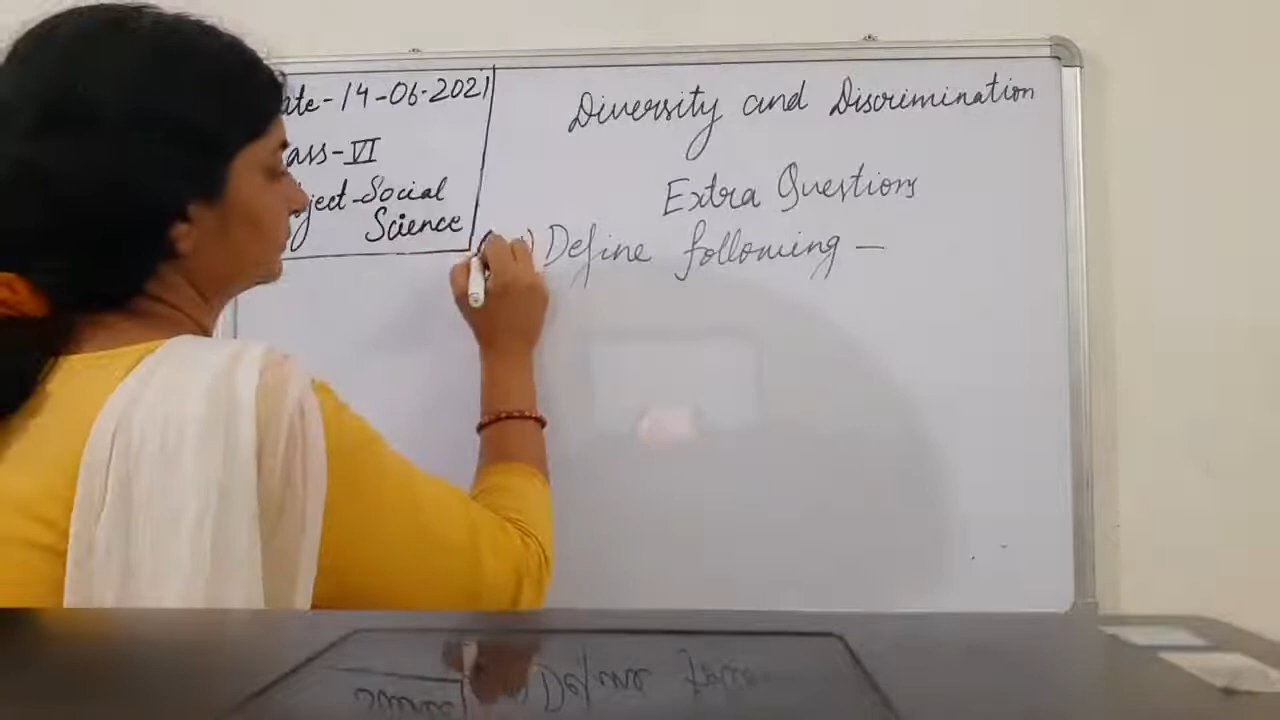 ate-14-06-2021
ass-VI
ject-Social
Science
Diversity and Discrimination
Extra Questions
Define following —